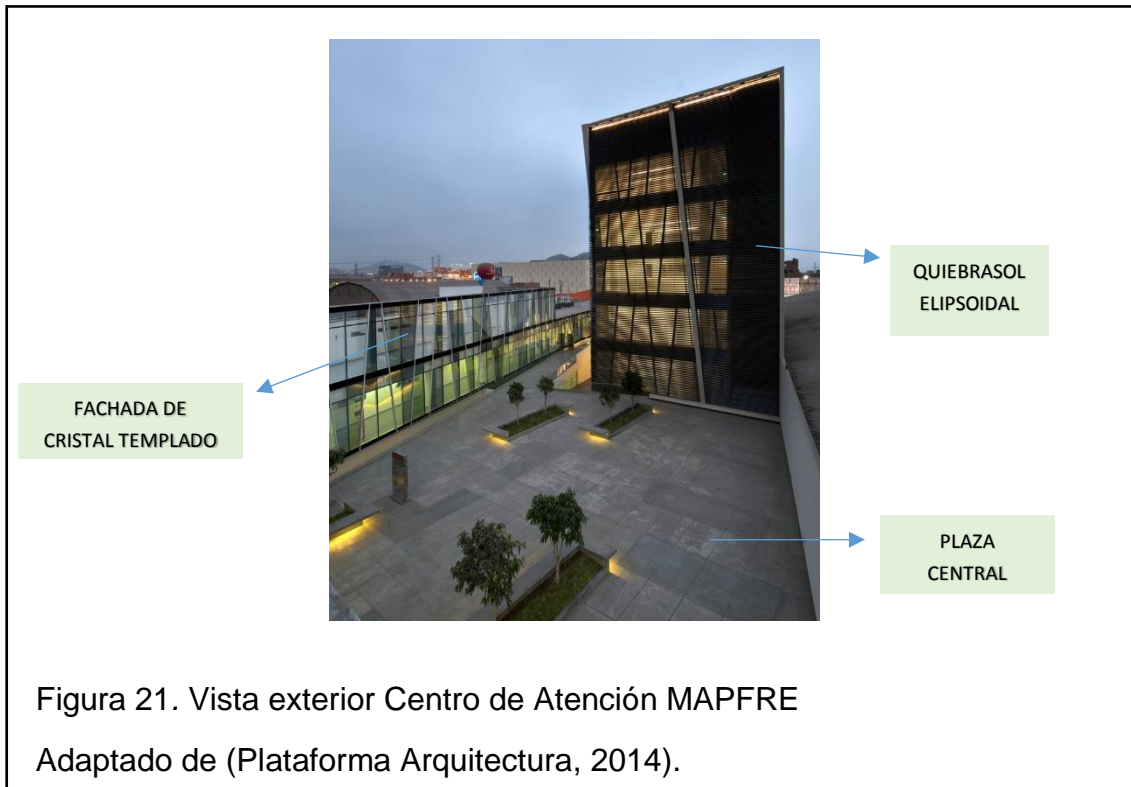 QUIEBRASOL
ELIPSOIDAL
FACHADA DE
CRISTAL TEMPLADO
PLAZA
CENTRAL
Figura 21. Vista exterior Centro de Atención MAPFRE
Adaptado de (Plataforma Arquitectura, 2014).